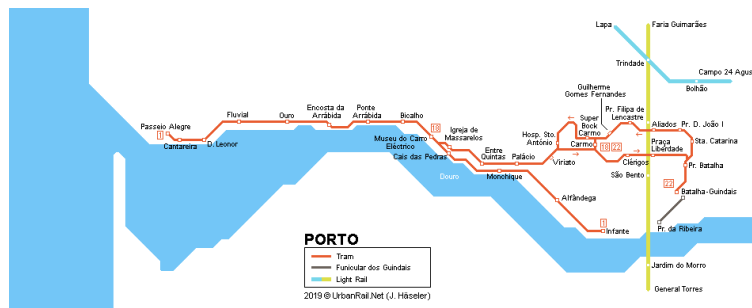 Lapa
Faria Guimarães
Trindade
Campo 24 Agus
Bolhão
Guilherme
Gomes Fernandes
Pr. Filipa de
Lencastre
Super
Bock
Carmo
Aliados
Pr. D. João I
Passeio Alegre
1
Cantareira
D. Leonor
Fluvial
Ouro
Encosta da
Arrábida
Ponte
Arrábida
Bicalho
18
Museu do Carro
Eléctrico
Cais das Pedras
Igreja de
Massarelos
Entre
Quintas
Palácio
Hosp. Sto.
António
Viriato
Carmo
18
22
Clérigos
Praça
Liberdade
Sta. Catarina
Pr. Batalha
São Bento
22
Batalha-Guindais
Douro
Monchique
Alfândega
1
Infante
Pr. da Ribeira
Jardim do Morro
General Torres
PORTO
Tram
Funicular dos Guindais
Light Rail
2019 @ UrbanRail.Net (J. Häseler)